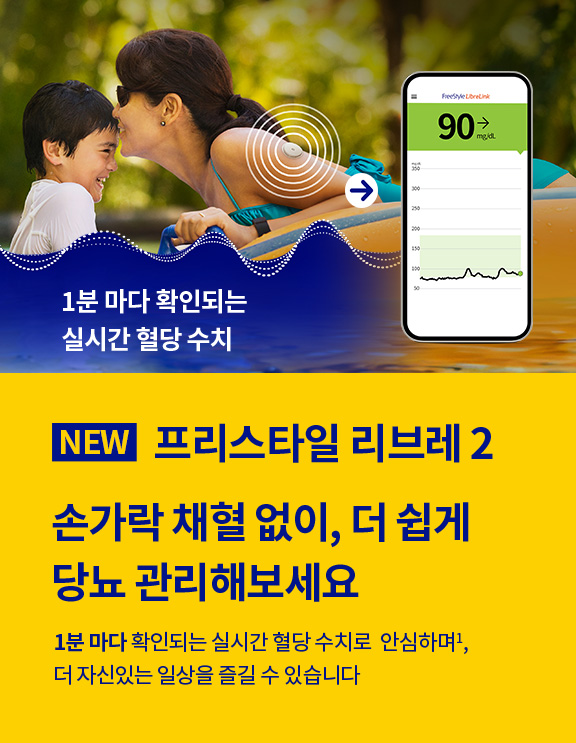 FreeStyle LibreLink
90
mg/dL
350
300
250
200
150
100
50
1분 마다 확인되는
실시간 혈당 수치
NEW 프리스타일 리브레 2
손가락 채혈 없이, 더 쉽게
당뇨 관리해보세요
1분 마다 확인되는 실시간 혈당 수치로 안심하며1,
더 자신있는 일상을 즐길 수 있습니다